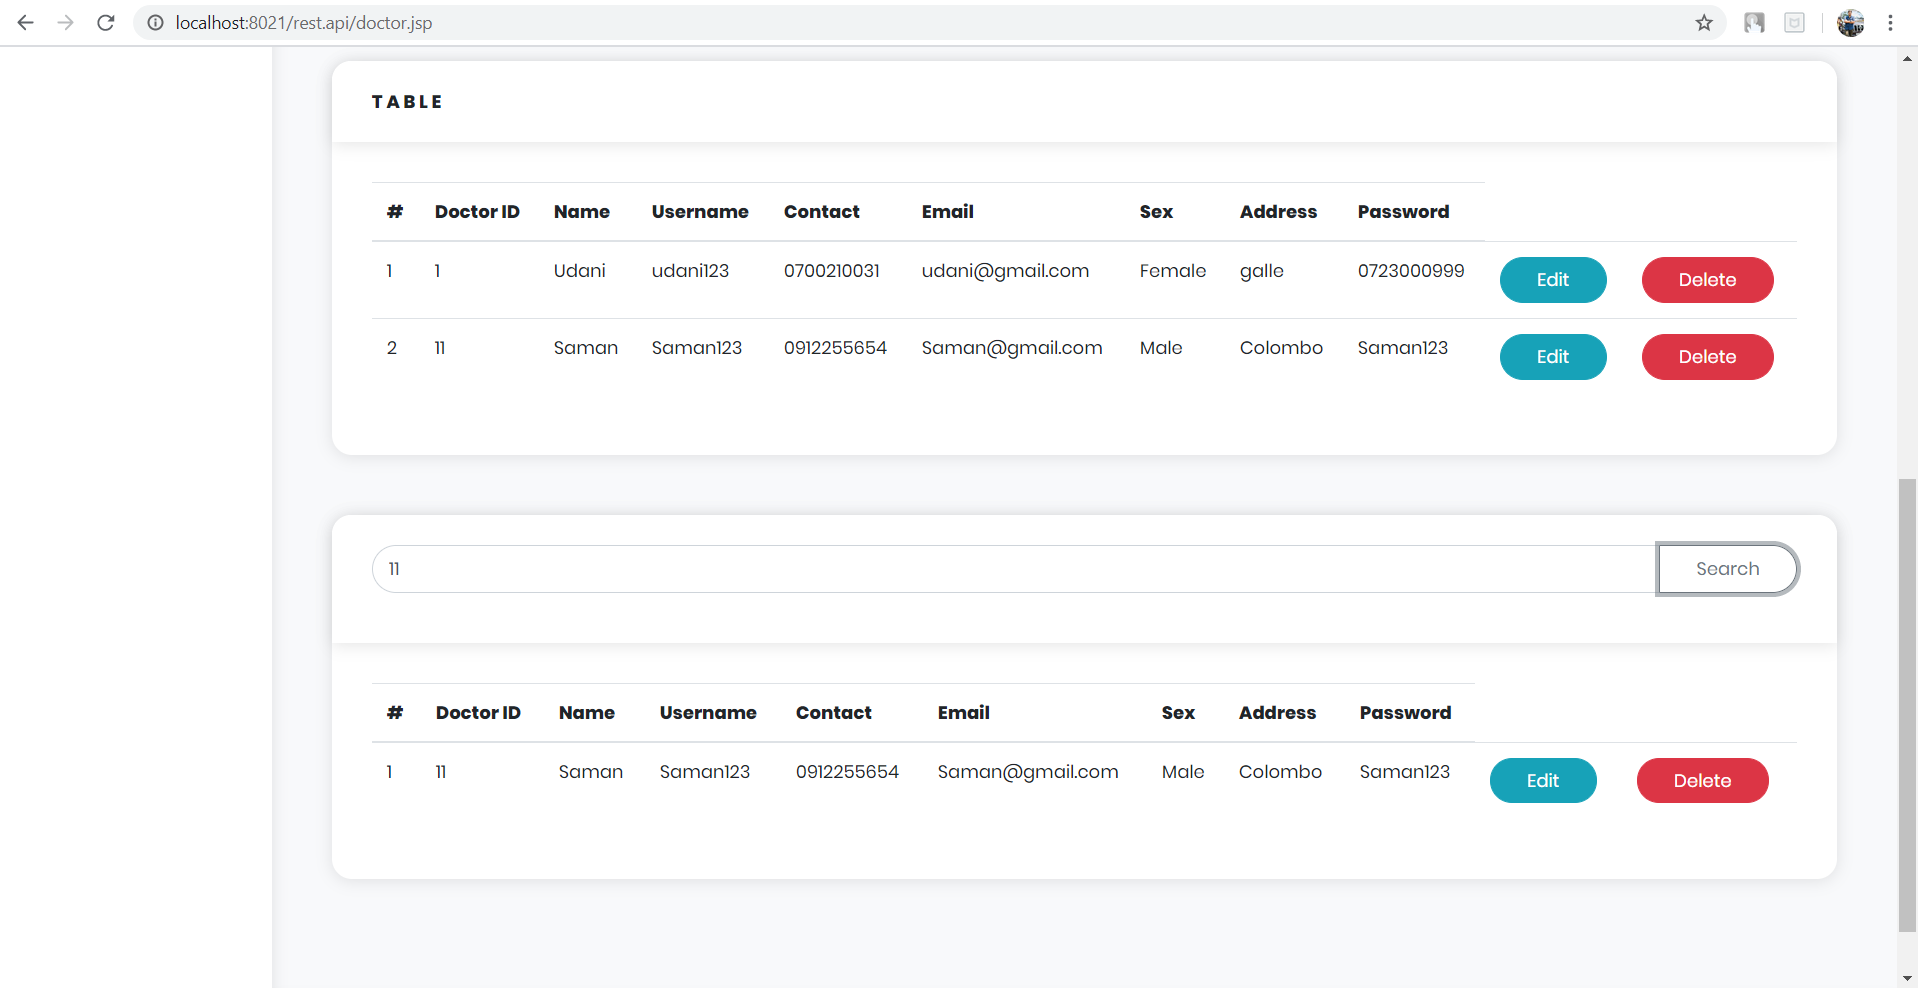 localhost:8021/rest.api/doctor.jsp
TABLE
# Doctor ID Name Username Contact Email Sex Address Password
1 1 Udani udani123 0700210031 udani@gmail.com Female galle 0723000999 Edit Delete
2 11 Saman Saman123 0912255654 Saman@gmail.com Male Colombo Saman123 Edit Delete
11 Search
# Doctor ID Name Username Contact Email Sex Address Password
1 11 Saman Saman123 0912255654 Saman@gmail.com Male Colombo Saman123 Edit Delete